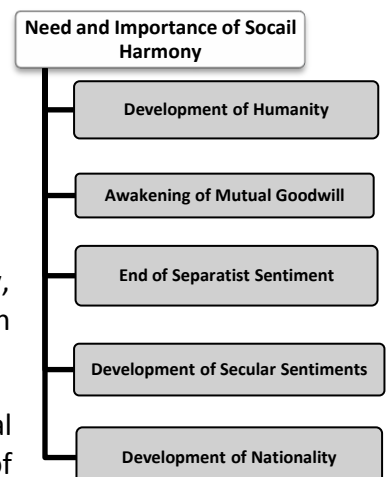 Need and Importance of Socail
Harmony
Development of Humanity
Awakening of Mutual Goodwill
End of Separatist Sentiment
Development of Secular Sentiments
Development of Nationality